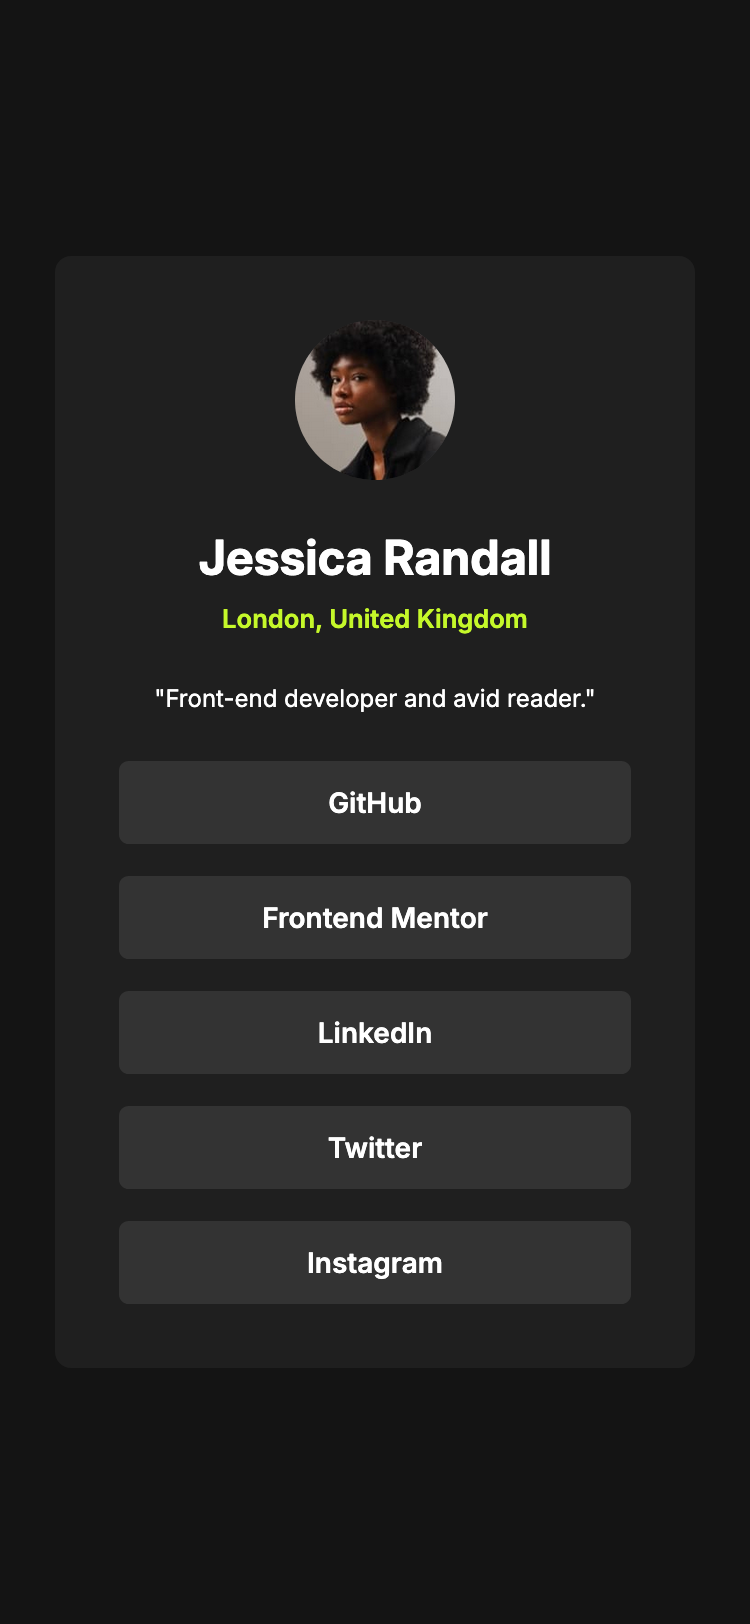 Jessica Randall
London, United Kingdom
"Front-end developer and avid reader."
GitHub
Frontend Mentor
LinkedIn
Twitter
Instagram